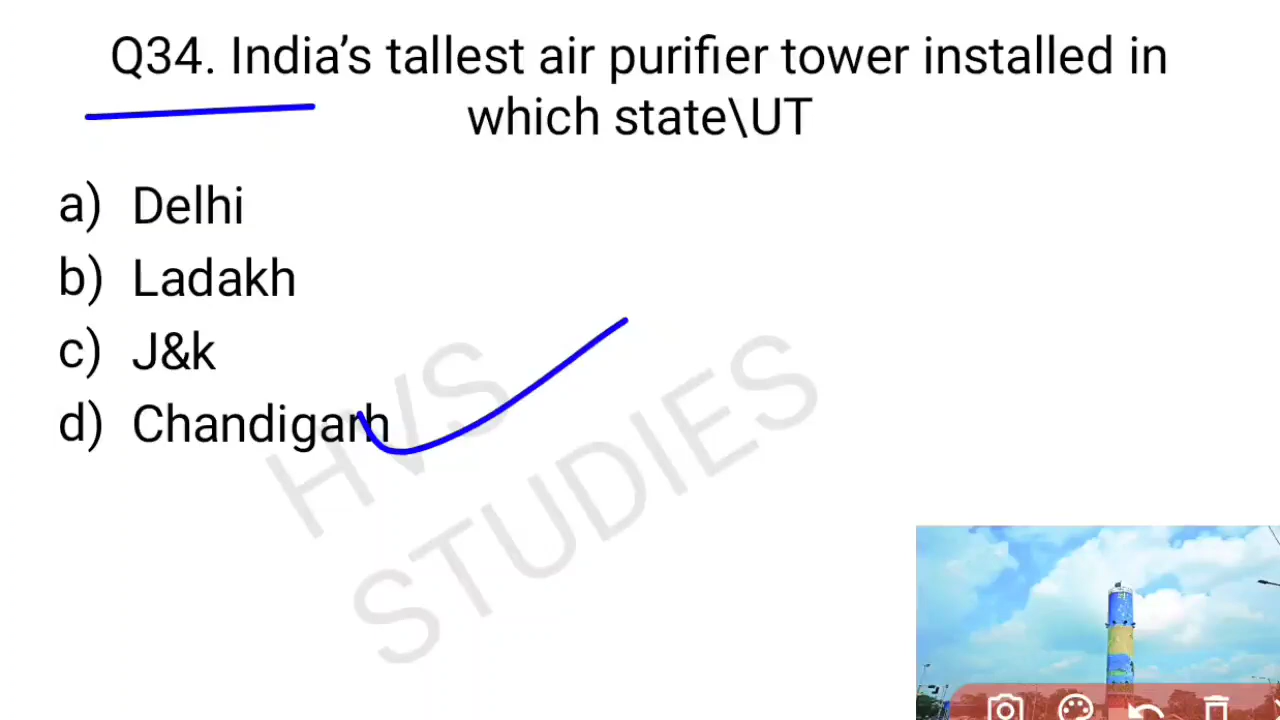 Q34. India’s tallest air purifier tower installed in
which state\UT
a) Delhi
b) Ladakh
c) J&k
d) Chandigarh
HVS
STUDIES